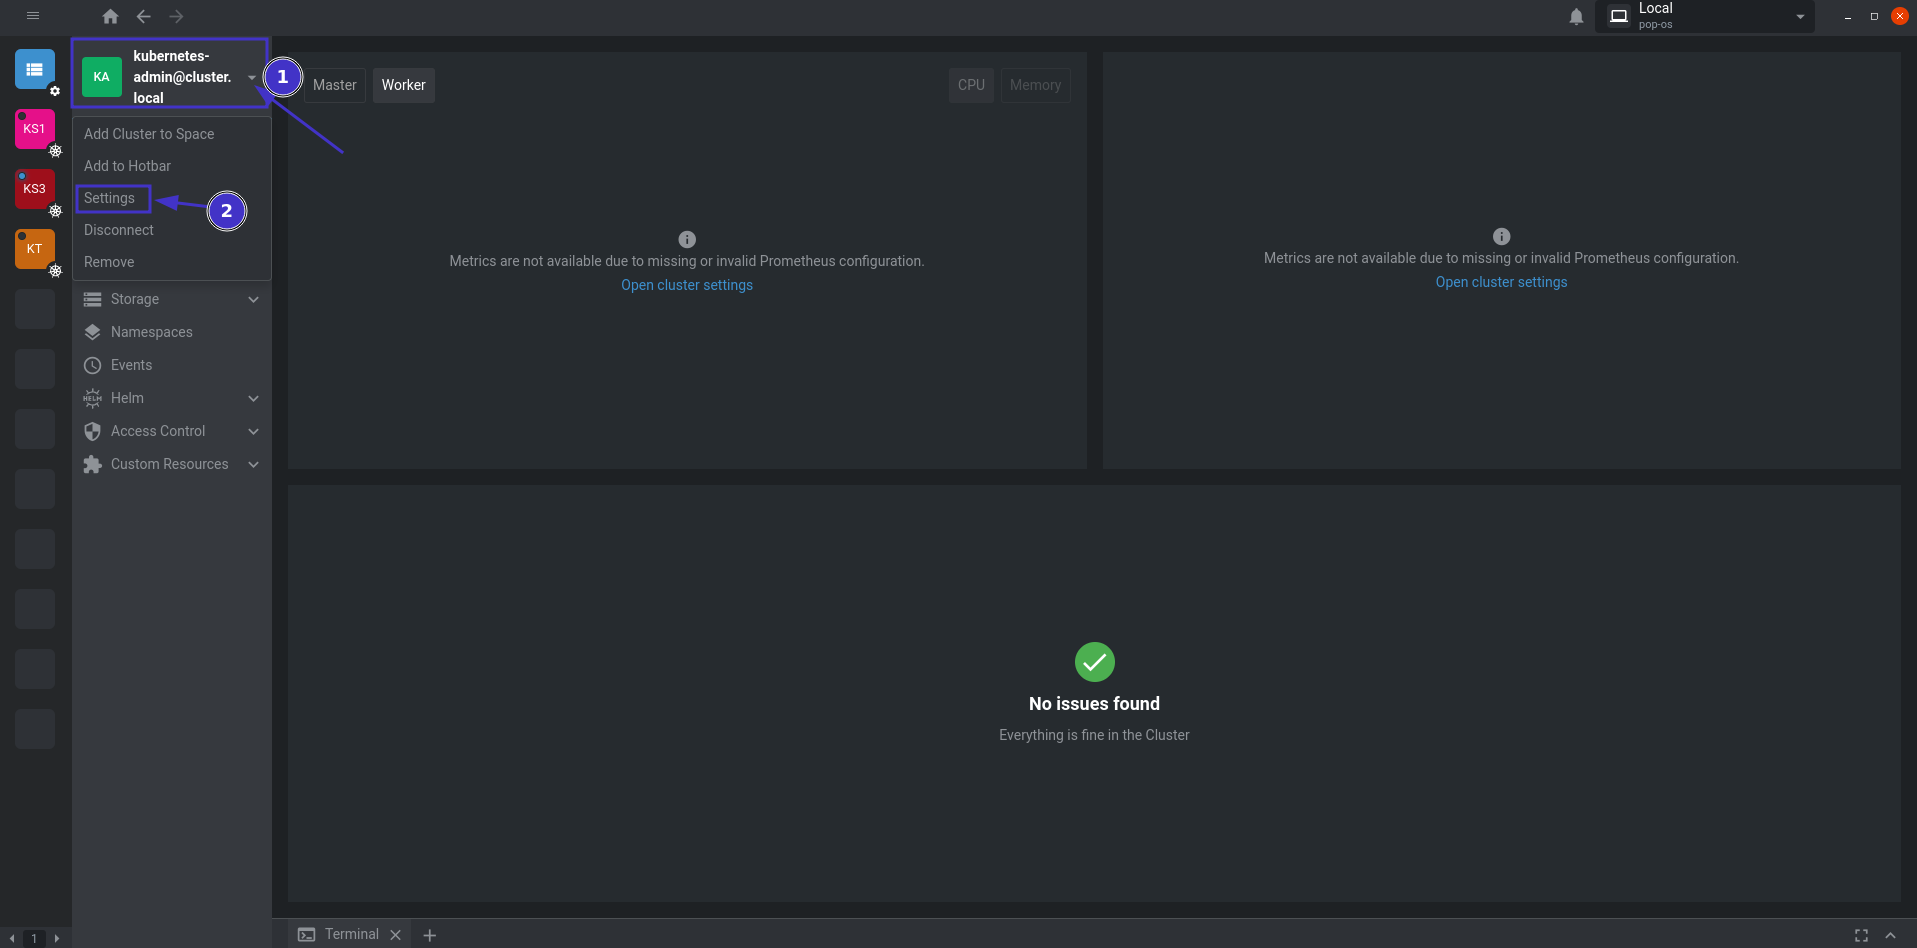 Local
pop-os
KA
kubernetes-
admin@cluster.
local
1
Master
Worker
CPU
Memory
KS1
KS3
KT
Add Cluster to Space
Add to Hotbar
Settings
2
Disconnect
Remove
Storage
Namespaces
Events
HELM
Helm
Access Control
Custom Resources
Metrics are not available due to missing or invalid Prometheus configuration.
Open cluster settings
Metrics are not available due to missing or invalid Prometheus configuration.
Open cluster settings
No issues found
Everything is fine in the Cluster
1
Terminal